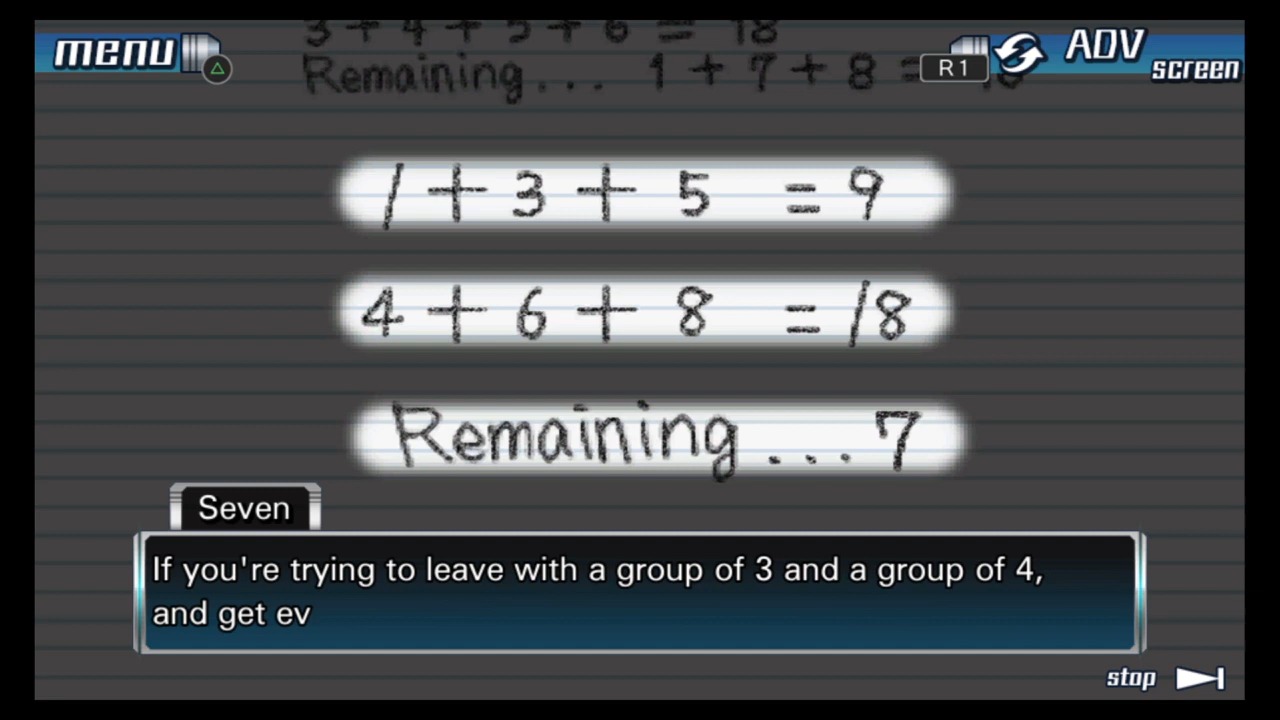 3 + 4 + 5 + 6 = 18
menu
R1
ADV
screen
Remaining... 1 + 7 + 8 =
1 + 3 + 5 = 9
4 + 6 + 8 = 18
Remaining...7
Seven
If you're trying to leave with a group of 3 and a group of 4,
and get ev
stop